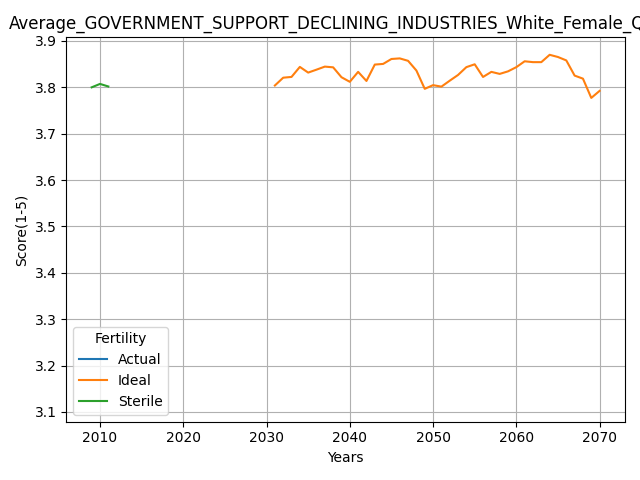 Average_GOVERNMENT_SUPPORT_DECLINING_INDUSTRIES_White_Female_Q
3.9
3.8
3.7
3.6
3.5
3.4
3.3
3.2
3.1
Score(1-5)
Fertility
Actual
Ideal
Sterile
2010 2020 2030 2040 2050 2060 2070
Years